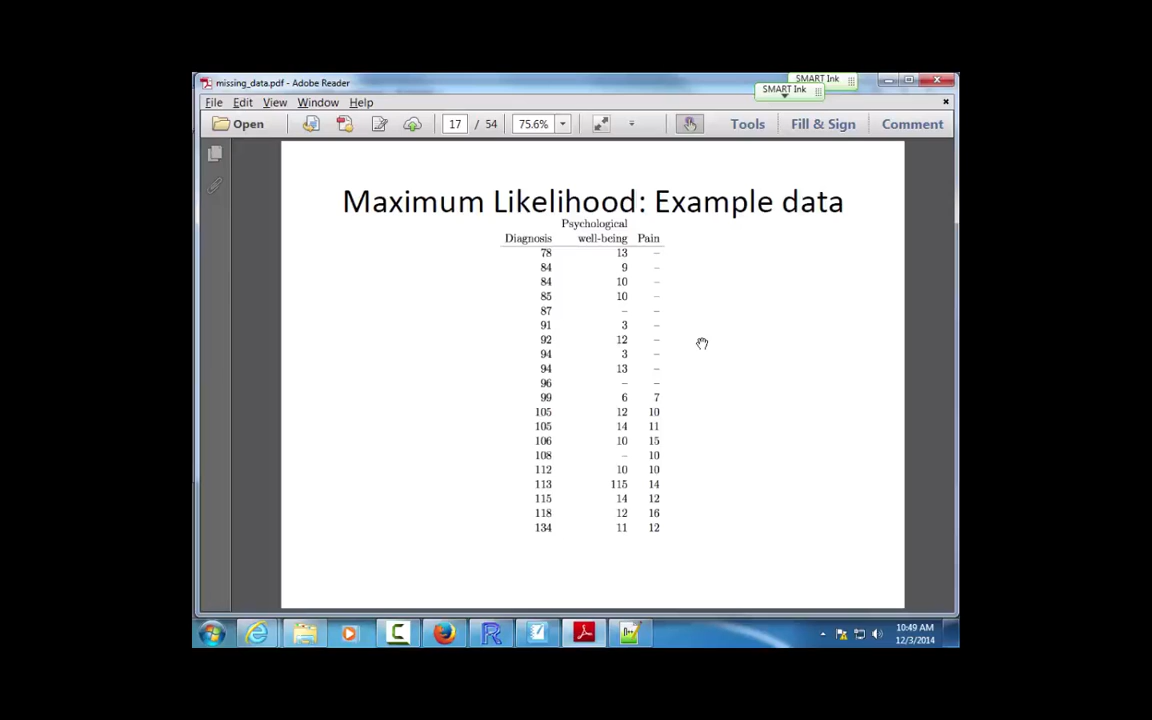 missing_data.pdf - Adobe Reader
SMART Ink
SMART Ink
File Edit View Window Help
Open 17 / 54 75.6% Tools Fill & Sign Comment
Maximum Likelihood: Example data
Psychological
Diagnosis well-being Pain
78 13 –
84 9 –
84 10 –
85 10 –
87 – –
91 3 –
92 12 –
94 3 –
94 13 –
96 – –
99 6 7
105 12 10
105 14 11
106 10 15
108 – 10
112 10 10
113 115 14
115 14 12
118 12 16
134 11 12
10:49 AM
12/3/2014